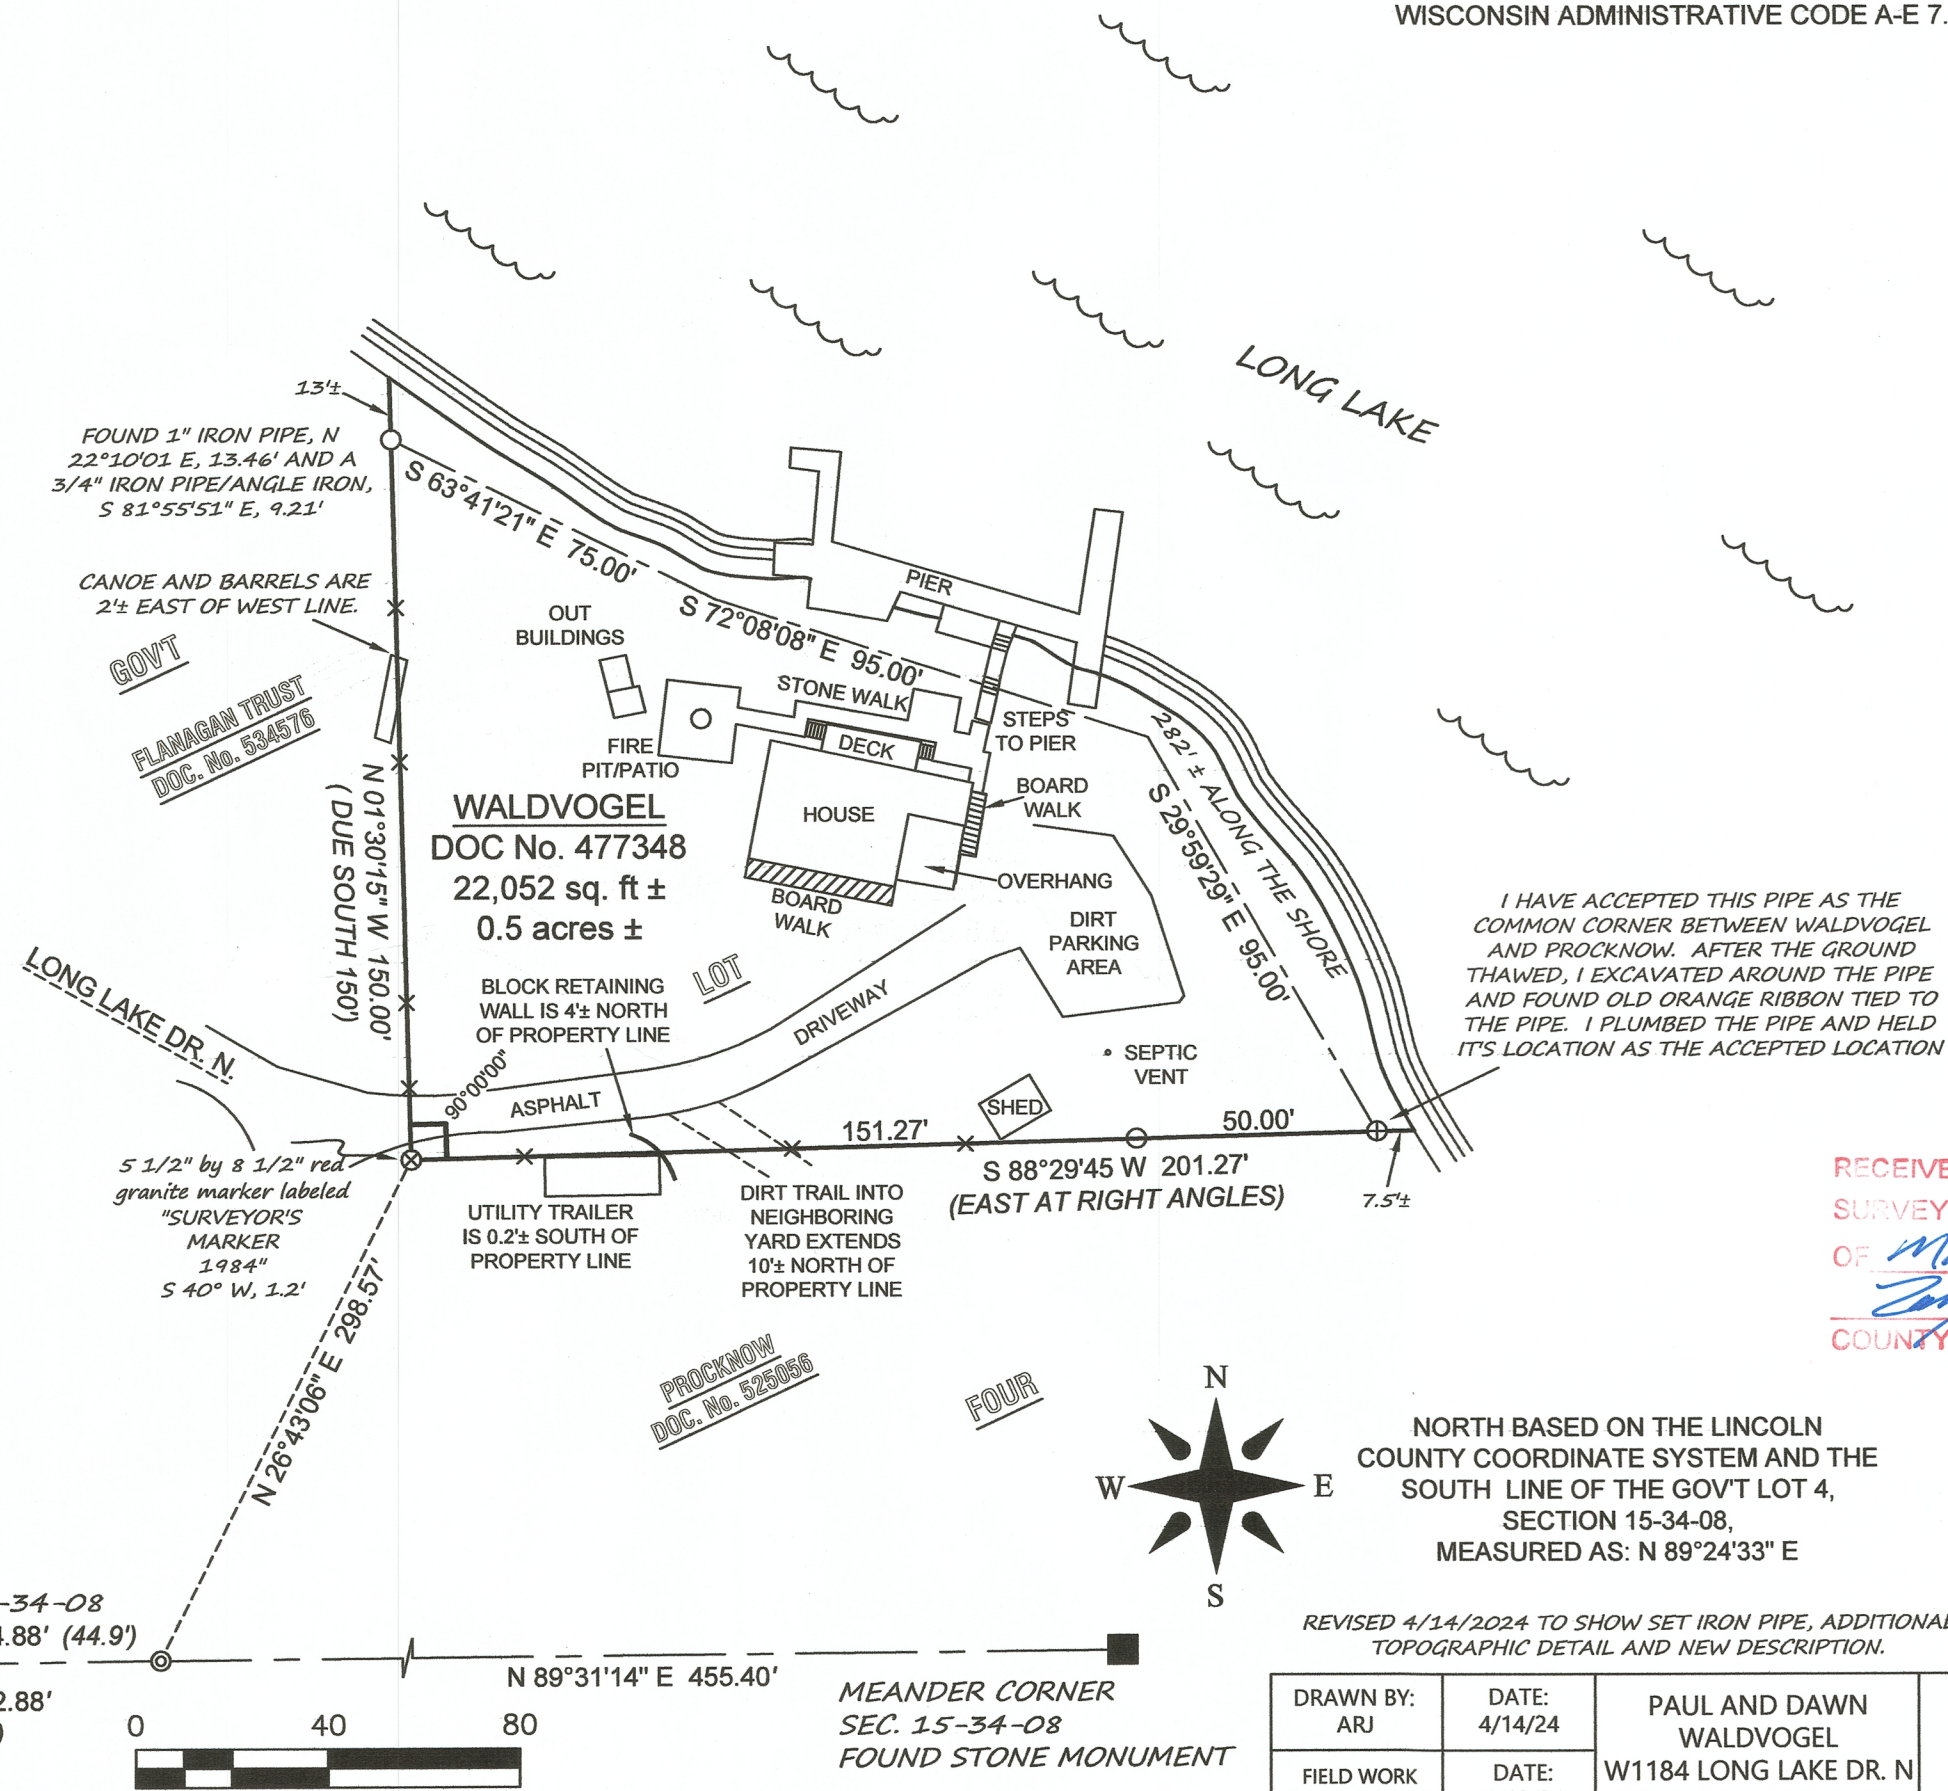 WISCONSIN ADMINISTRATIVE CODE A-E 7.
LONG LAKE
13'±
FOUND 1" IRON PIPE, N
22°10'01 E, 13.46' AND A
3/4" IRON PIPE/ANGLE IRON,
S 81°55'51" E, 9.21'
S 63°41'21" E 75.00'
CANOE AND BARRELS ARE
2'± EAST OF WEST LINE.
GOV'T
FLANAGAN TRUST
DOC. No. 534576
OUT
BUILDINGS
PIER
S 72°08'08" E 95.00'
STONE WALK
STEPS
TO PIER
FIRE
PIT/PATIO
DECK
HOUSE
BOARD
WALK
282' ± ALONG THE SHORE
S 29°59'29" E 95.00'
WALDVOGEL
DOC No. 477348
22,052 sq. ft ±
0.5 acres ±
N 01°30'15" W 150.00'
( DUE SOUTH 150')
OVERHANG
BOARD
WALK
DIRT
PARKING
AREA
I HAVE ACCEPTED THIS PIPE AS THE
COMMON CORNER BETWEEN WALDVOGEL
AND PROCKNOW. AFTER THE GROUND
THAWED, I EXCAVATED AROUND THE PIPE
AND FOUND OLD ORANGE RIBBON TIED TO
THE PIPE. I PLUMBED THE PIPE AND HELD
IT'S LOCATION AS THE ACCEPTED LOCATION
LONG LAKE DR. N.
BLOCK RETAINING
WALL IS 4'± NORTH
OF PROPERTY LINE
LOT
DRIVEWAY
SEPTIC
VENT
90°00'00"
ASPHALT
SHED
151.27'
50.00'
S 88°29'45 W 201.27'
(EAST AT RIGHT ANGLES)
7.5'±
5 1/2" by 8 1/2" red
granite marker labeled
"SURVEYOR'S
MARKER
1984"
S 40° W, 1.2'
UTILITY TRAILER
IS 0.2'± SOUTH OF
PROPERTY LINE
DIRT TRAIL INTO
NEIGHBORING
YARD EXTENDS
10'± NORTH OF
PROPERTY LINE
RECEIVE
SURVEY
OF
COUNTY
N 26°43'06" E 298.57'
PROCKNOW
DOC. No. 525056
FOUR
N
W
E
S
NORTH BASED ON THE LINCOLN
COUNTY COORDINATE SYSTEM AND THE
SOUTH LINE OF THE GOV'T LOT 4,
SECTION 15-34-08,
MEASURED AS: N 89°24'33" E
-34-08
.88' (44.9')
2.88'
)
N 89°31'14" E 455.40'
MEANDER CORNER
SEC. 15-34-08
FOUND STONE MONUMENT
0 40 80
REVISED 4/14/2024 TO SHOW SET IRON PIPE, ADDITIONAL
TOPOGRAPHIC DETAIL AND NEW DESCRIPTION.
DRAWN BY:
ARJ
DATE:
4/14/24
PAUL AND DAWN
WALDVOGEL
W1184 LONG LAKE DR. N
FIELD WORK
DATE: